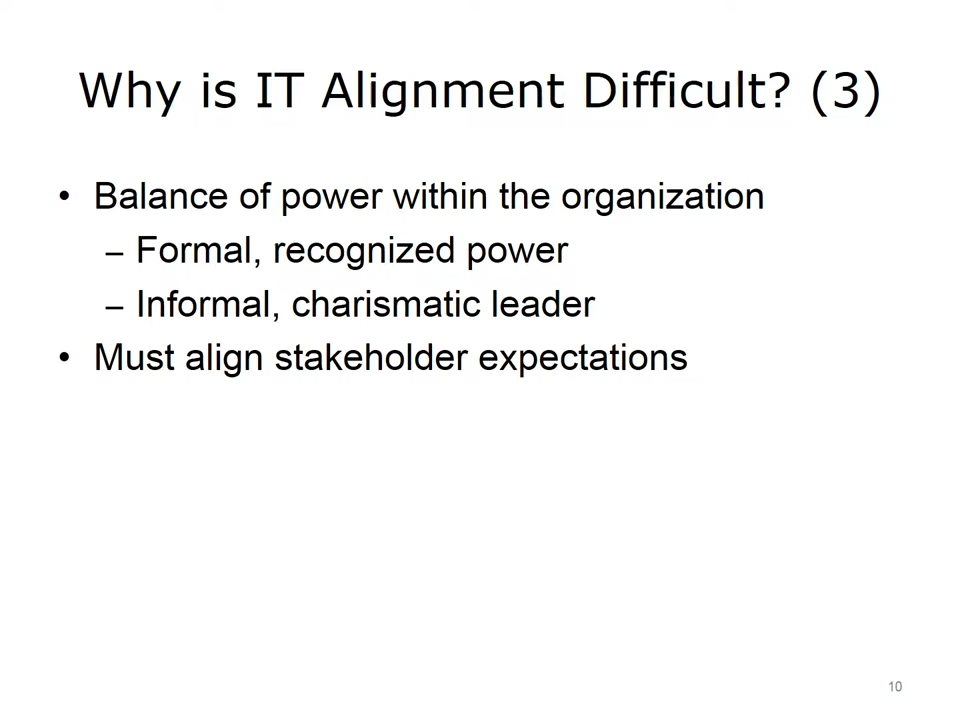 Why is IT Alignment Difficult? (3)
• Balance of power within the organization
– Formal, recognized power
– Informal, charismatic leader
• Must align stakeholder expectations
10